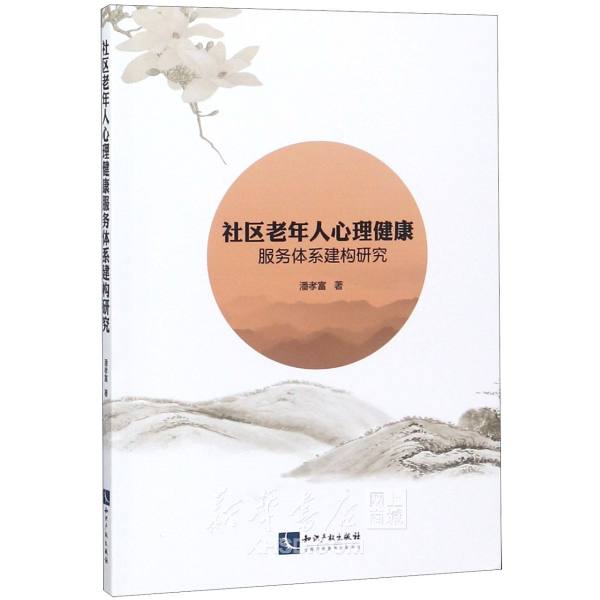 社区老年人心理健康服务体系建构研究
潘孝富 著
社区老年人心理健康
服务体系建构研究
潘孝富 著
新华书店
网上
商城
知识产权出版社